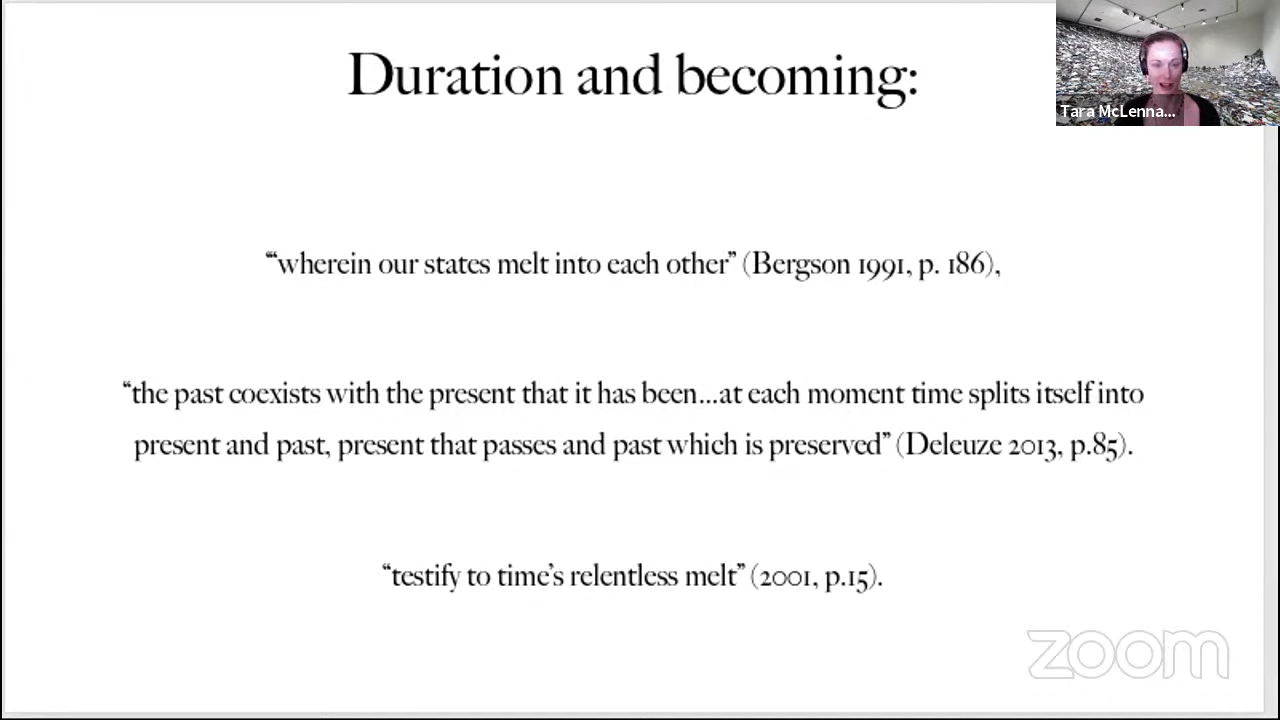 Duration and becoming:
Tara McLenna...
“‘wherein our states melt into each other” (Bergson 1991, p. 186),
“the past coexists with the present that it has been...at each moment time splits itself into
present and past, present that passes and past which is preserved” (Deleuze 2013, p.85).
“testify to time’s relentless melt” (2001, p.15).
zoom